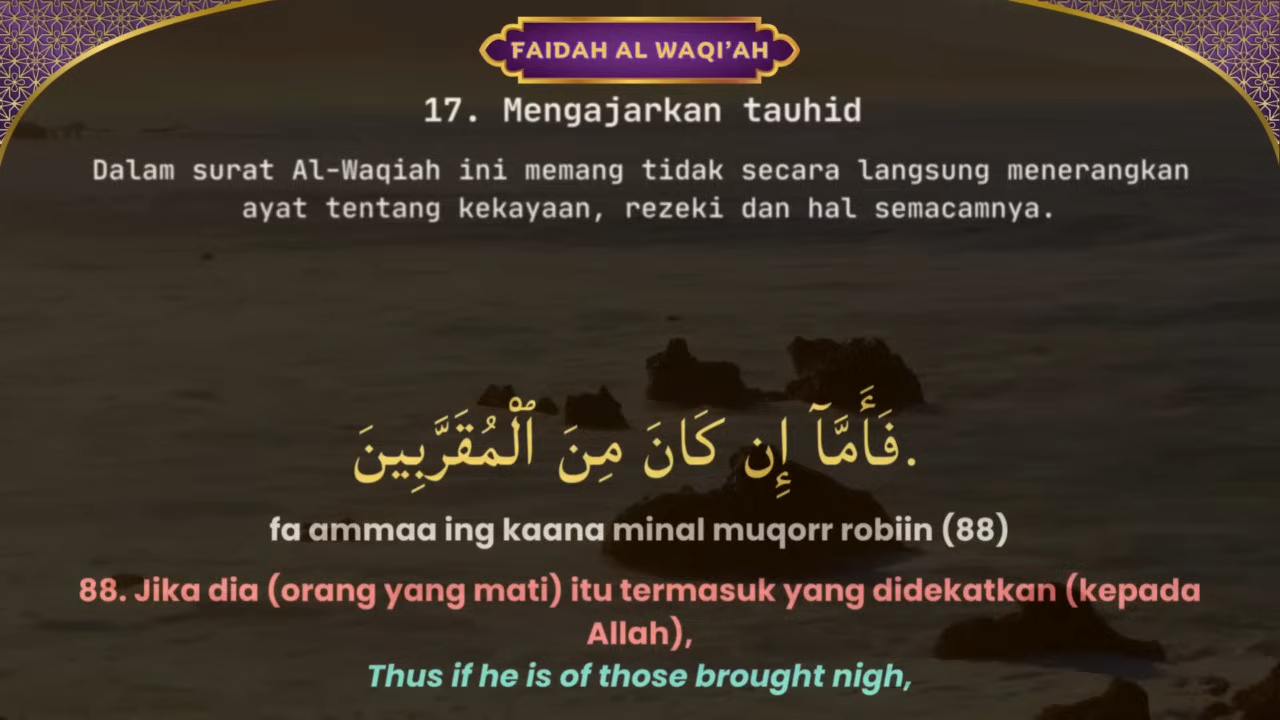 FAIDAH AL WAQI'AH
17. Mengajarkan tauhid
Dalam surat Al-Waqiah ini memang tidak secara langsung menerangkan
ayat tentang kekayaan, rezeki dan hal semacamnya.
فَأَمَّآ إِن كَانَ مِنَ ٱلْمُقَرَّبِينَ.
fa ammaa ing kaana minal muqorr robiin (88)
88. Jika dia (orang yang mati) itu termasuk yang didekatkan (kepada
Allah),
Thus if he is of those brought nigh,